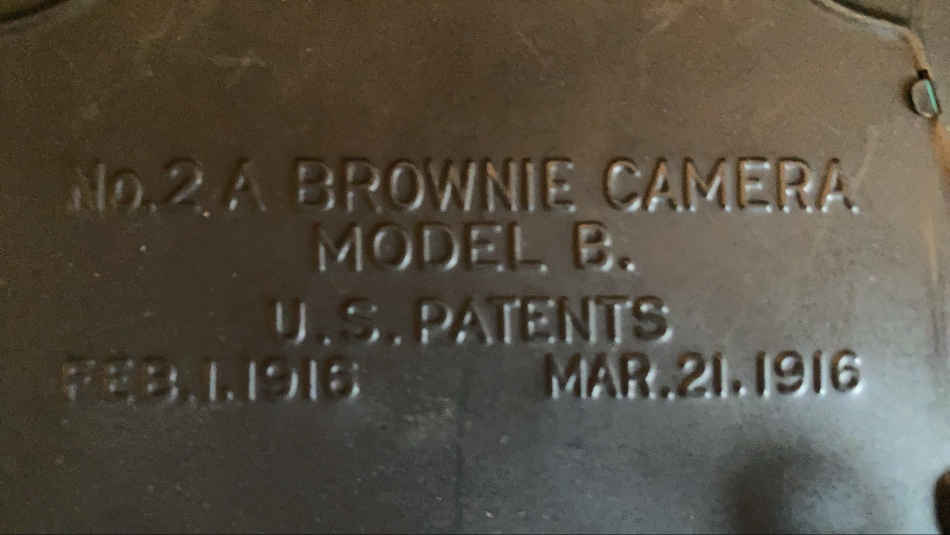 No. 2 A BROWNIE CAMERA
MODEL B.
U.S. PATENTS
FEB. 1. 1916 MAR. 21. 1916